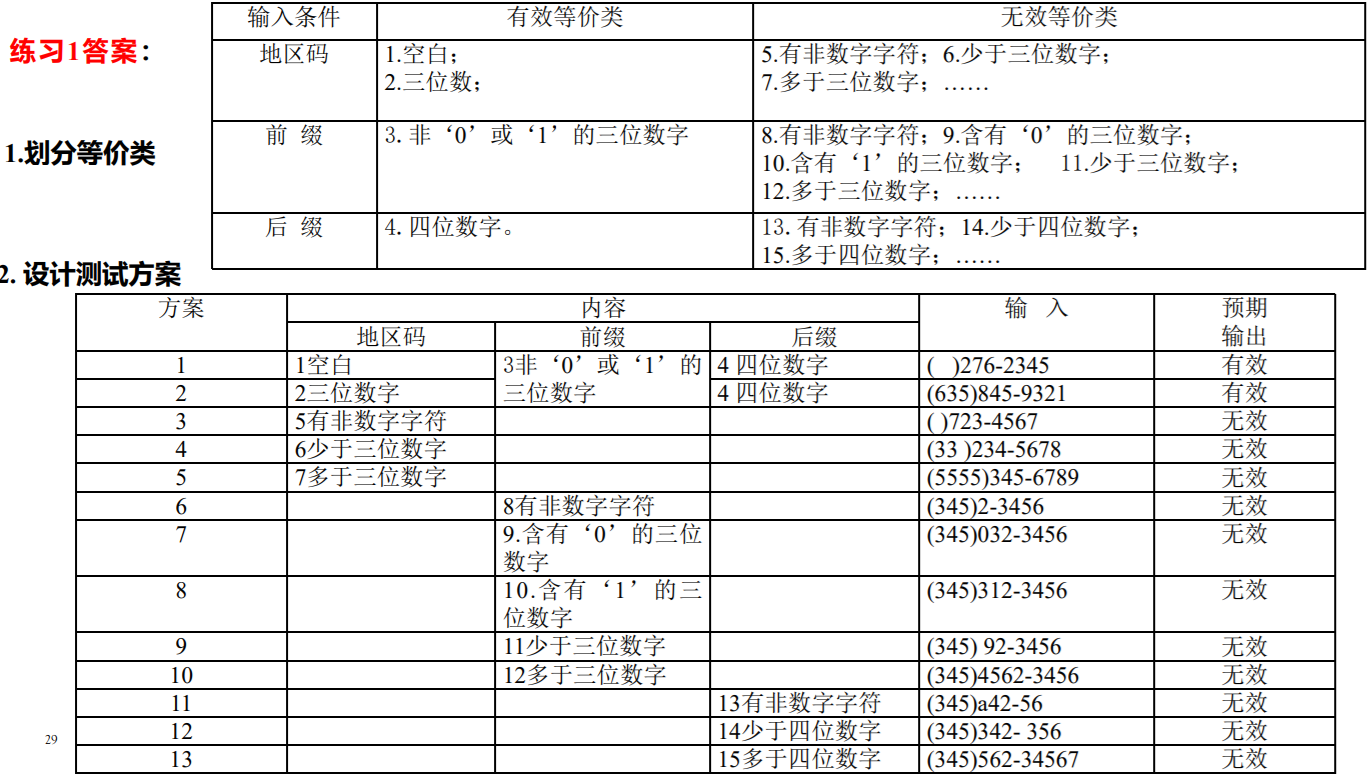 练习1答案：
输入条件 有效等价类 无效等价类
地区码 1.空白； 5.有非数字字符；6.少于三位数字；
2.三位数； 7.多于三位数字；……
1.划分等价类
前 缀 3.非‘0’或‘1’的三位数字 8.有非数字字符；9.含有‘0’的三位数字；
10.含有‘1’的三位数字； 11.少于三位数字；
12.多于三位数字；……
后 缀 4.四位数字。 13.有非数字字符；14.少于四位数字；
15.多于四位数字；……
2. 设计测试方案
方案 内容 输 入 预期
地区码 前缀 后缀 输出
1 1空白 3非‘0’或‘1’的 4 四位数字 ( )276-2345 有效
2 2三位数字 三位数字 4 四位数字 (635)845-9321 有效
3 5有非数字字符 ( )723-4567 无效
4 6少于三位数字 (33 )234-5678 无效
5 7多于三位数字 (5555)345-6789 无效
6 8有非数字字符 (345)2-3456 无效
7 9.含有‘0’的三位 (345)032-3456 无效
数字
8 10.含有‘1’的三 (345)312-3456 无效
位数字
9 11少于三位数字 (345) 92-3456 无效
10 12多于三位数字 (345)4562-3456 无效
11 13有非数字字符 (345)a42-56 无效
12 14少于四位数字 (345)342- 356 无效
13 15多于四位数字 (345)562-34567 无效
29